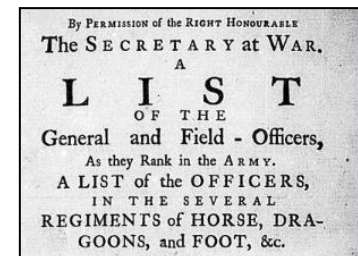 By PERMISSION of the RIGHT HONOURABLE
The SECRETARY at WAR.
A
LIST
OF THE
General and Field - Officers,
As they Rank in the ARMY.
A LIST of the OFFICERS,
IN THE SEVERAL
REGIMENTS of HORSE, DRA-
GOONS, and FOOT, &c.